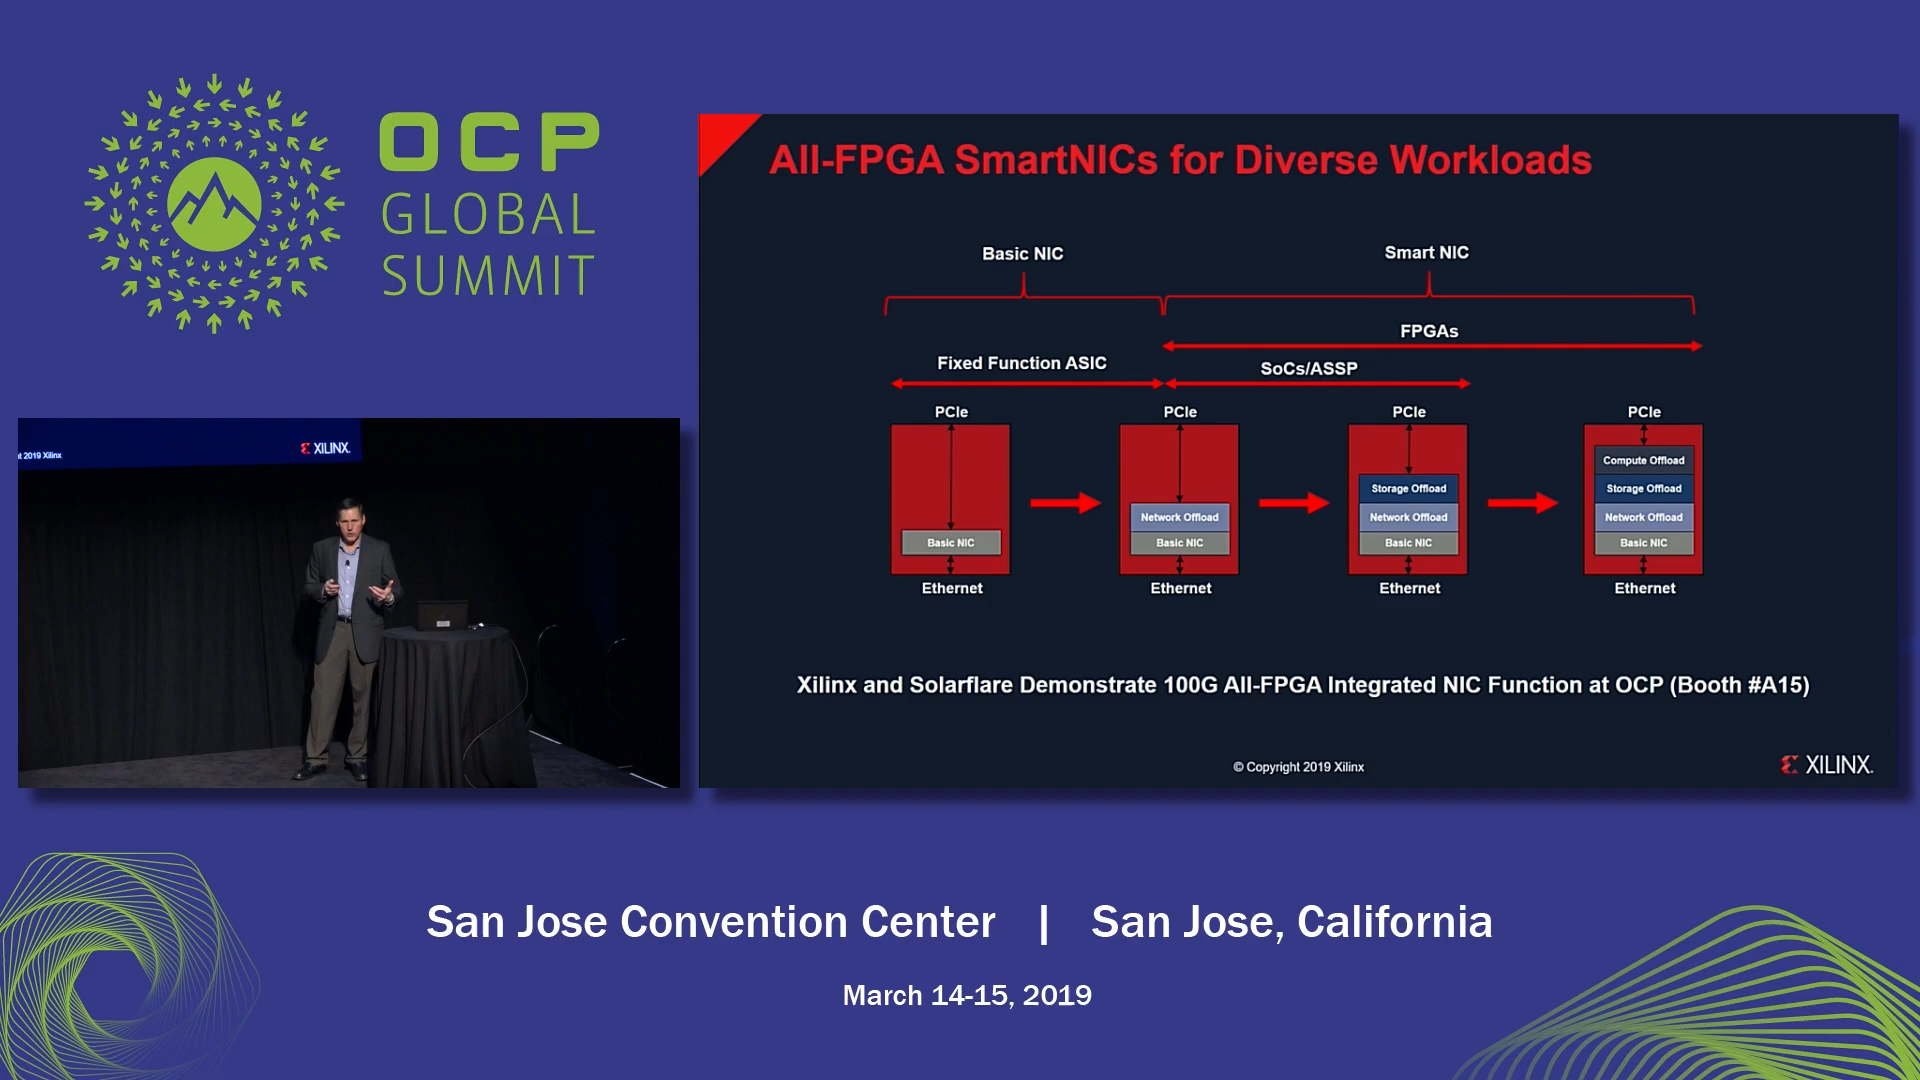 OCP
GLOBAL
SUMMIT
t 2019 Xilinx
XILINX.
All-FPGA SmartNICs for Diverse Workloads
Basic NIC
Smart NIC
FPGAs
Fixed Function ASIC
SoCs/ASSP
PCIe
PCIe
PCIe
PCIe
Compute Offload
Storage Offload
Storage Offload
Network Offload
Network Offload
Network Offload
Basic NIC
Basic NIC
Basic NIC
Basic NIC
Ethernet
Ethernet
Ethernet
Ethernet
Xilinx and Solarflare Demonstrate 100G All-FPGA Integrated NIC Function at OCP (Booth #A15)
© Copyright 2019 Xilinx
XILINX.
San Jose Convention Center | San Jose, California
March 14-15, 2019